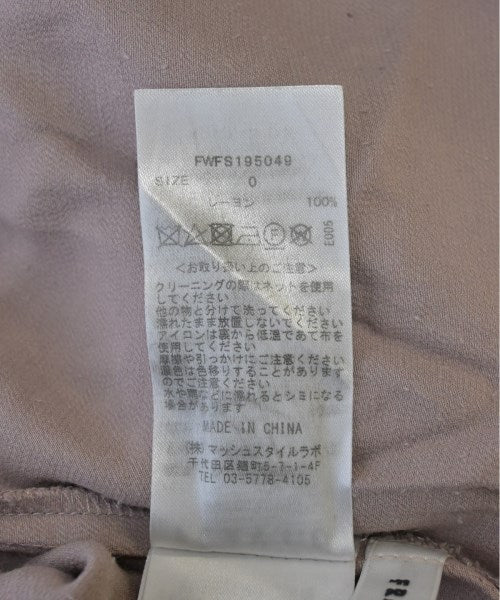 FWFS195049
SIZE 0
レーヨン 100%
F
E005
<お取り扱い上のご注意>
クリーニングの際はネットを使用
してください
他の物と分けて洗ってください
濡れたまま放置しないでください
アイロンは裏から低温であて布を
使用してください
摩擦や引っかけにご注意ください
濃色は色移りすることがあります
のでご注意ください
水や雨などに濡れるとシミになる
場合があります
MADE IN CHINA
(株)マッシュスタイルラボ
千代田区麹町5-7-1-4F
TEL 03-5778-4105